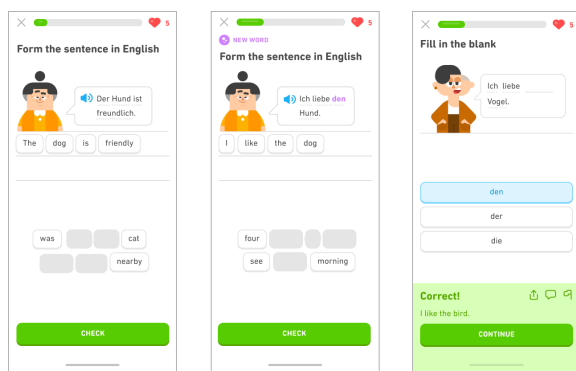 5
Form the sentence in English
Der Hund ist
freundlich.
The dog is friendly
was cat
nearby
CHECK
5
NEW WORD
Form the sentence in English
Ich liebe den
Hund.
I like the dog
four
see morning
CHECK
5
Fill in the blank
Ich liebe
Vogel.
den
der
die
Correct!
I like the bird.
CONTINUE